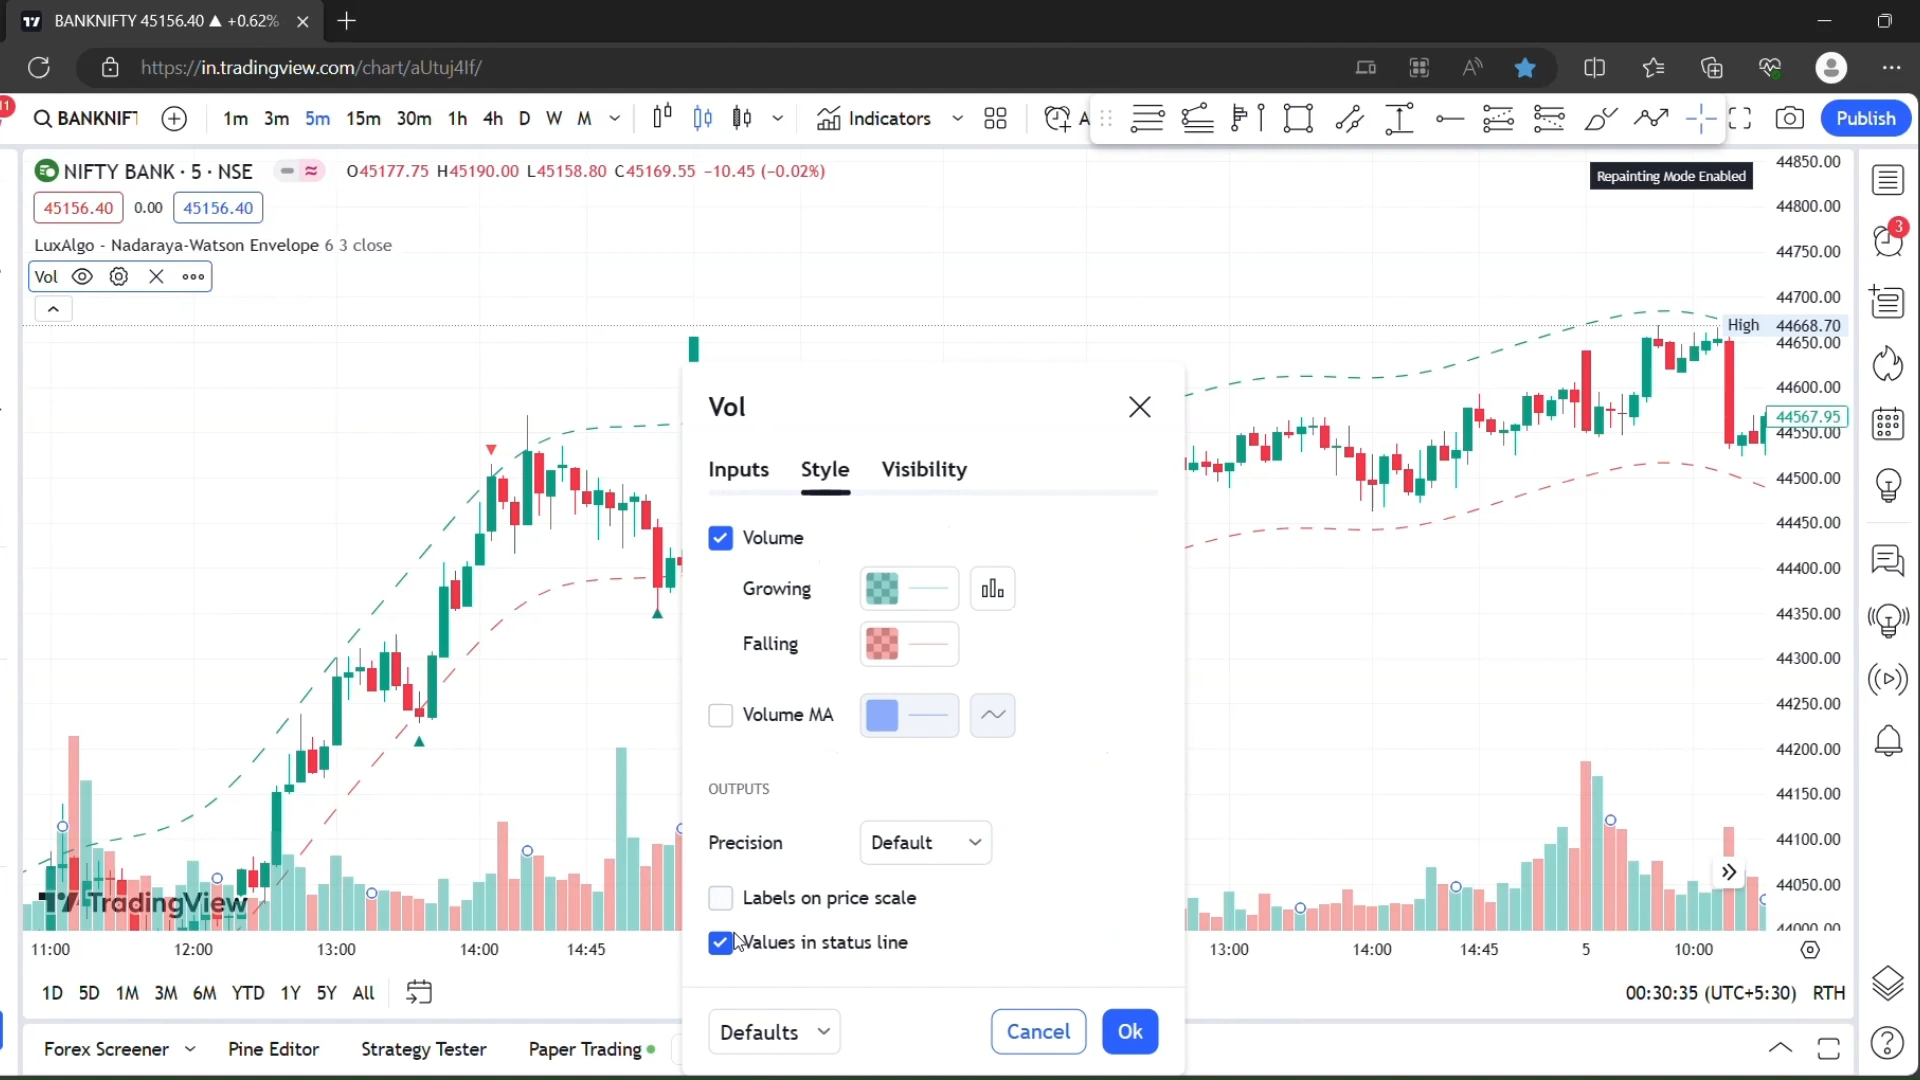 BANKNIFTY 45156.40 ▲ +0.62%
https://in.tradingview.com/chart/aUtuj4If/
11
BANKNIFT 1m 3m 5m 15m 30m 1h 4h D W M Indicators A Publish
NIFTY BANK · 5 · NSE O45177.75 H45190.00 L45158.80 C45169.55 −10.45 (−0.02%)
Repainting Mode Enabled
45156.40 0.00 45156.40
LuxAlgo - Nadaraya-Watson Envelope 6 3 close
Vol
44850.00
44800.00
44750.00
44700.00
High 44668.70
44650.00
44600.00
44567.95
44550.00
44500.00
44450.00
44400.00
44350.00
44300.00
44250.00
44200.00
44150.00
44100.00
44050.00
44000.00
3
Vol
Inputs Style Visibility
Volume
Growing
Falling
Volume MA
OUTPUTS
Precision Default
Labels on price scale
Values in status line
Defaults Cancel Ok
TradingView
11:00 12:00 13:00 14:00 14:45 13:00 14:00 14:45 5 10:00
1D 5D 1M 3M 6M YTD 1Y 5Y All 00:30:35 (UTC+5:30) RTH
Forex Screener Pine Editor Strategy Tester Paper Trading